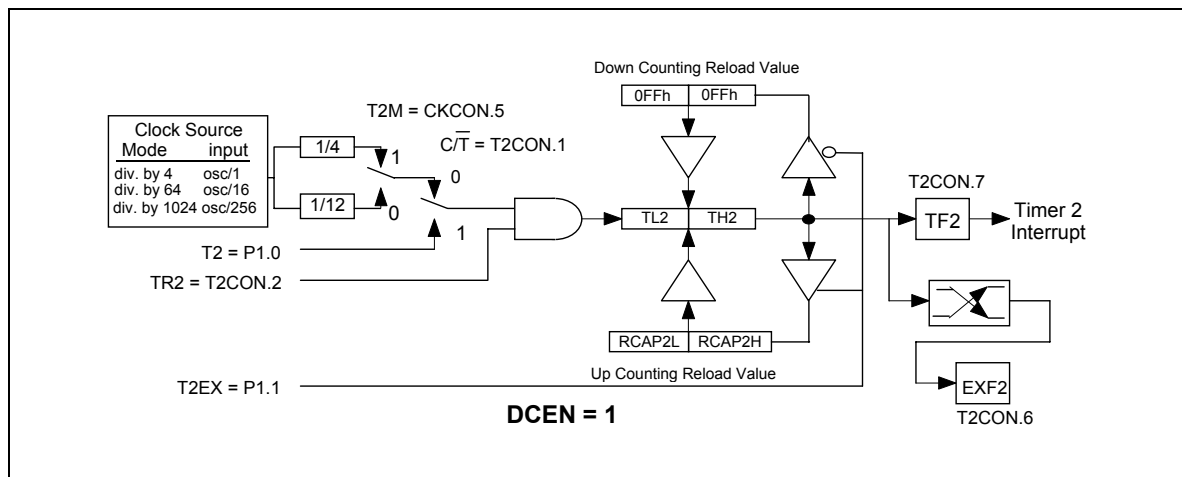 Down Counting Reload Value
0FFh 0FFh
T2M = CKCON.5
Clock Source
Mode input
div. by 4 osc/1
div. by 64 osc/16
div. by 1024 osc/256
1/4
1/12
1
0
C/T̅ = T2CON.1
0
1
T2 = P1.0
TR2 = T2CON.2
TL2 TH2
T2CON.7
TF2
Timer 2
Interrupt
RCAP2L RCAP2H
Up Counting Reload Value
T2EX = P1.1
EXF2
T2CON.6
DCEN = 1